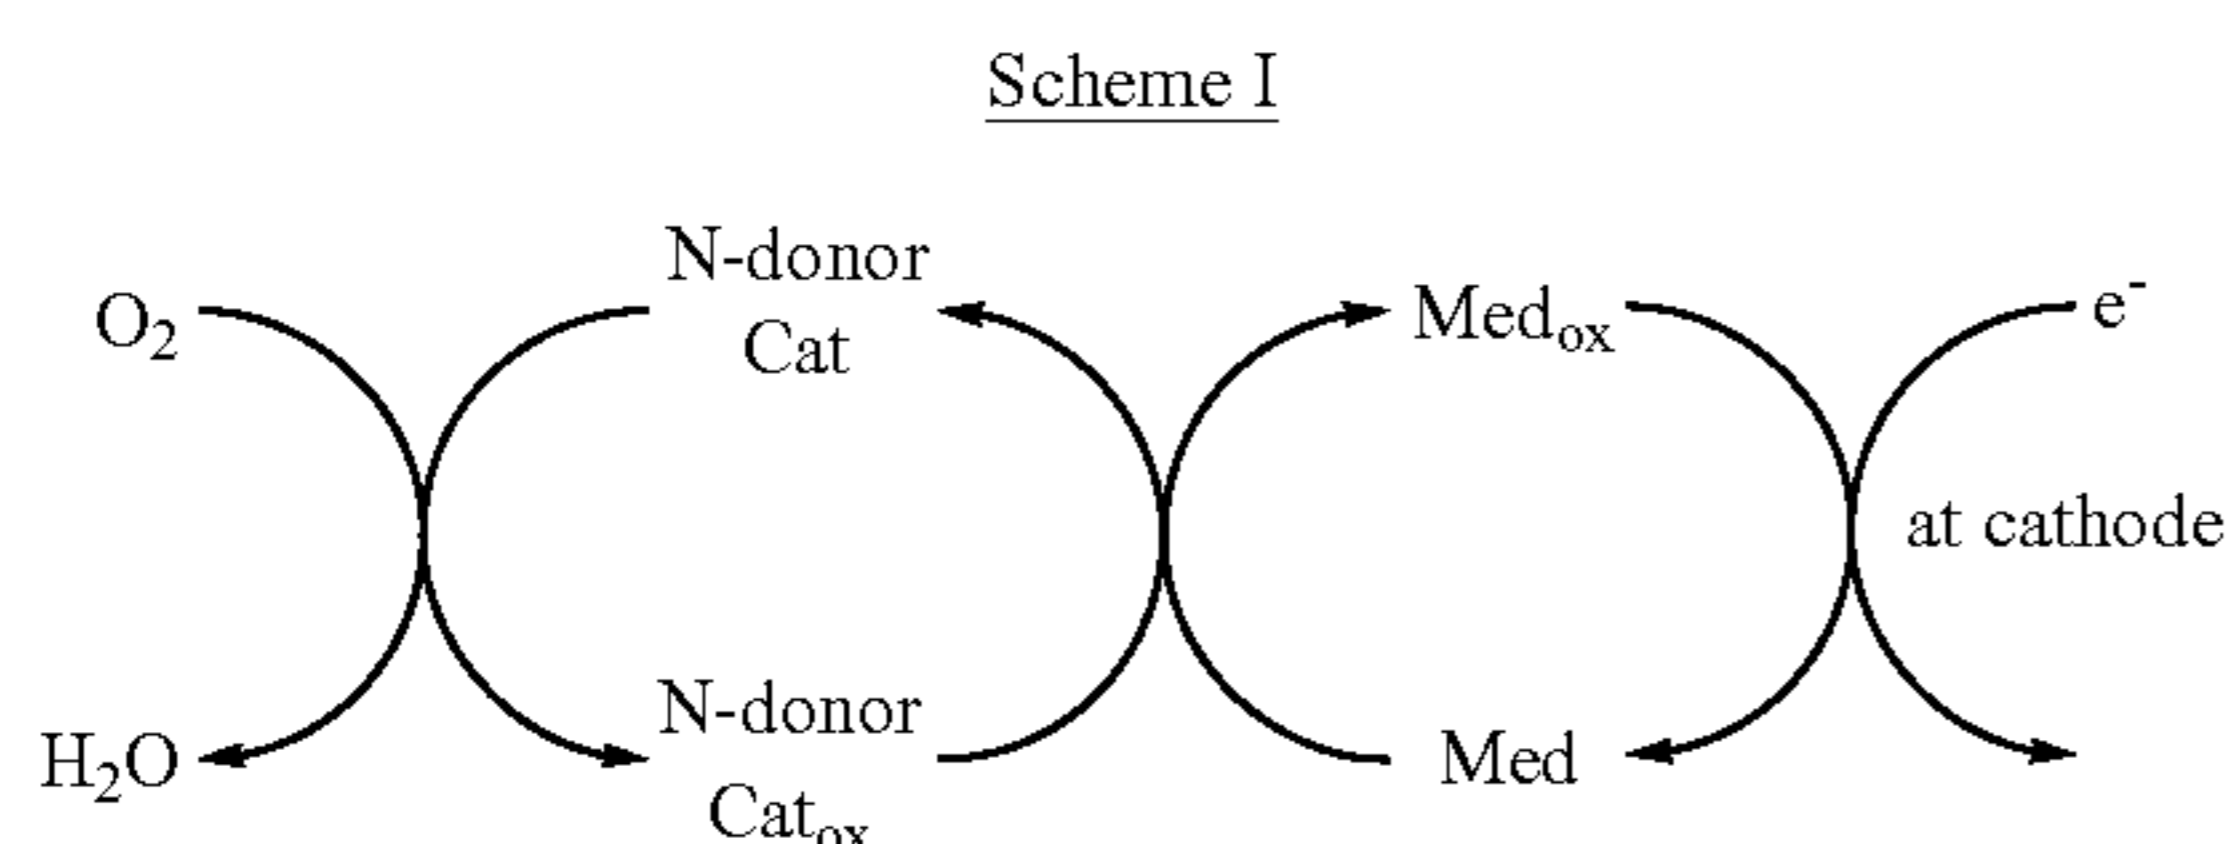 Scheme I
O₂
N-donor
Cat
Medₒₓ
e⁻
at cathode
H₂O
N-donor
Catₒₓ
Med